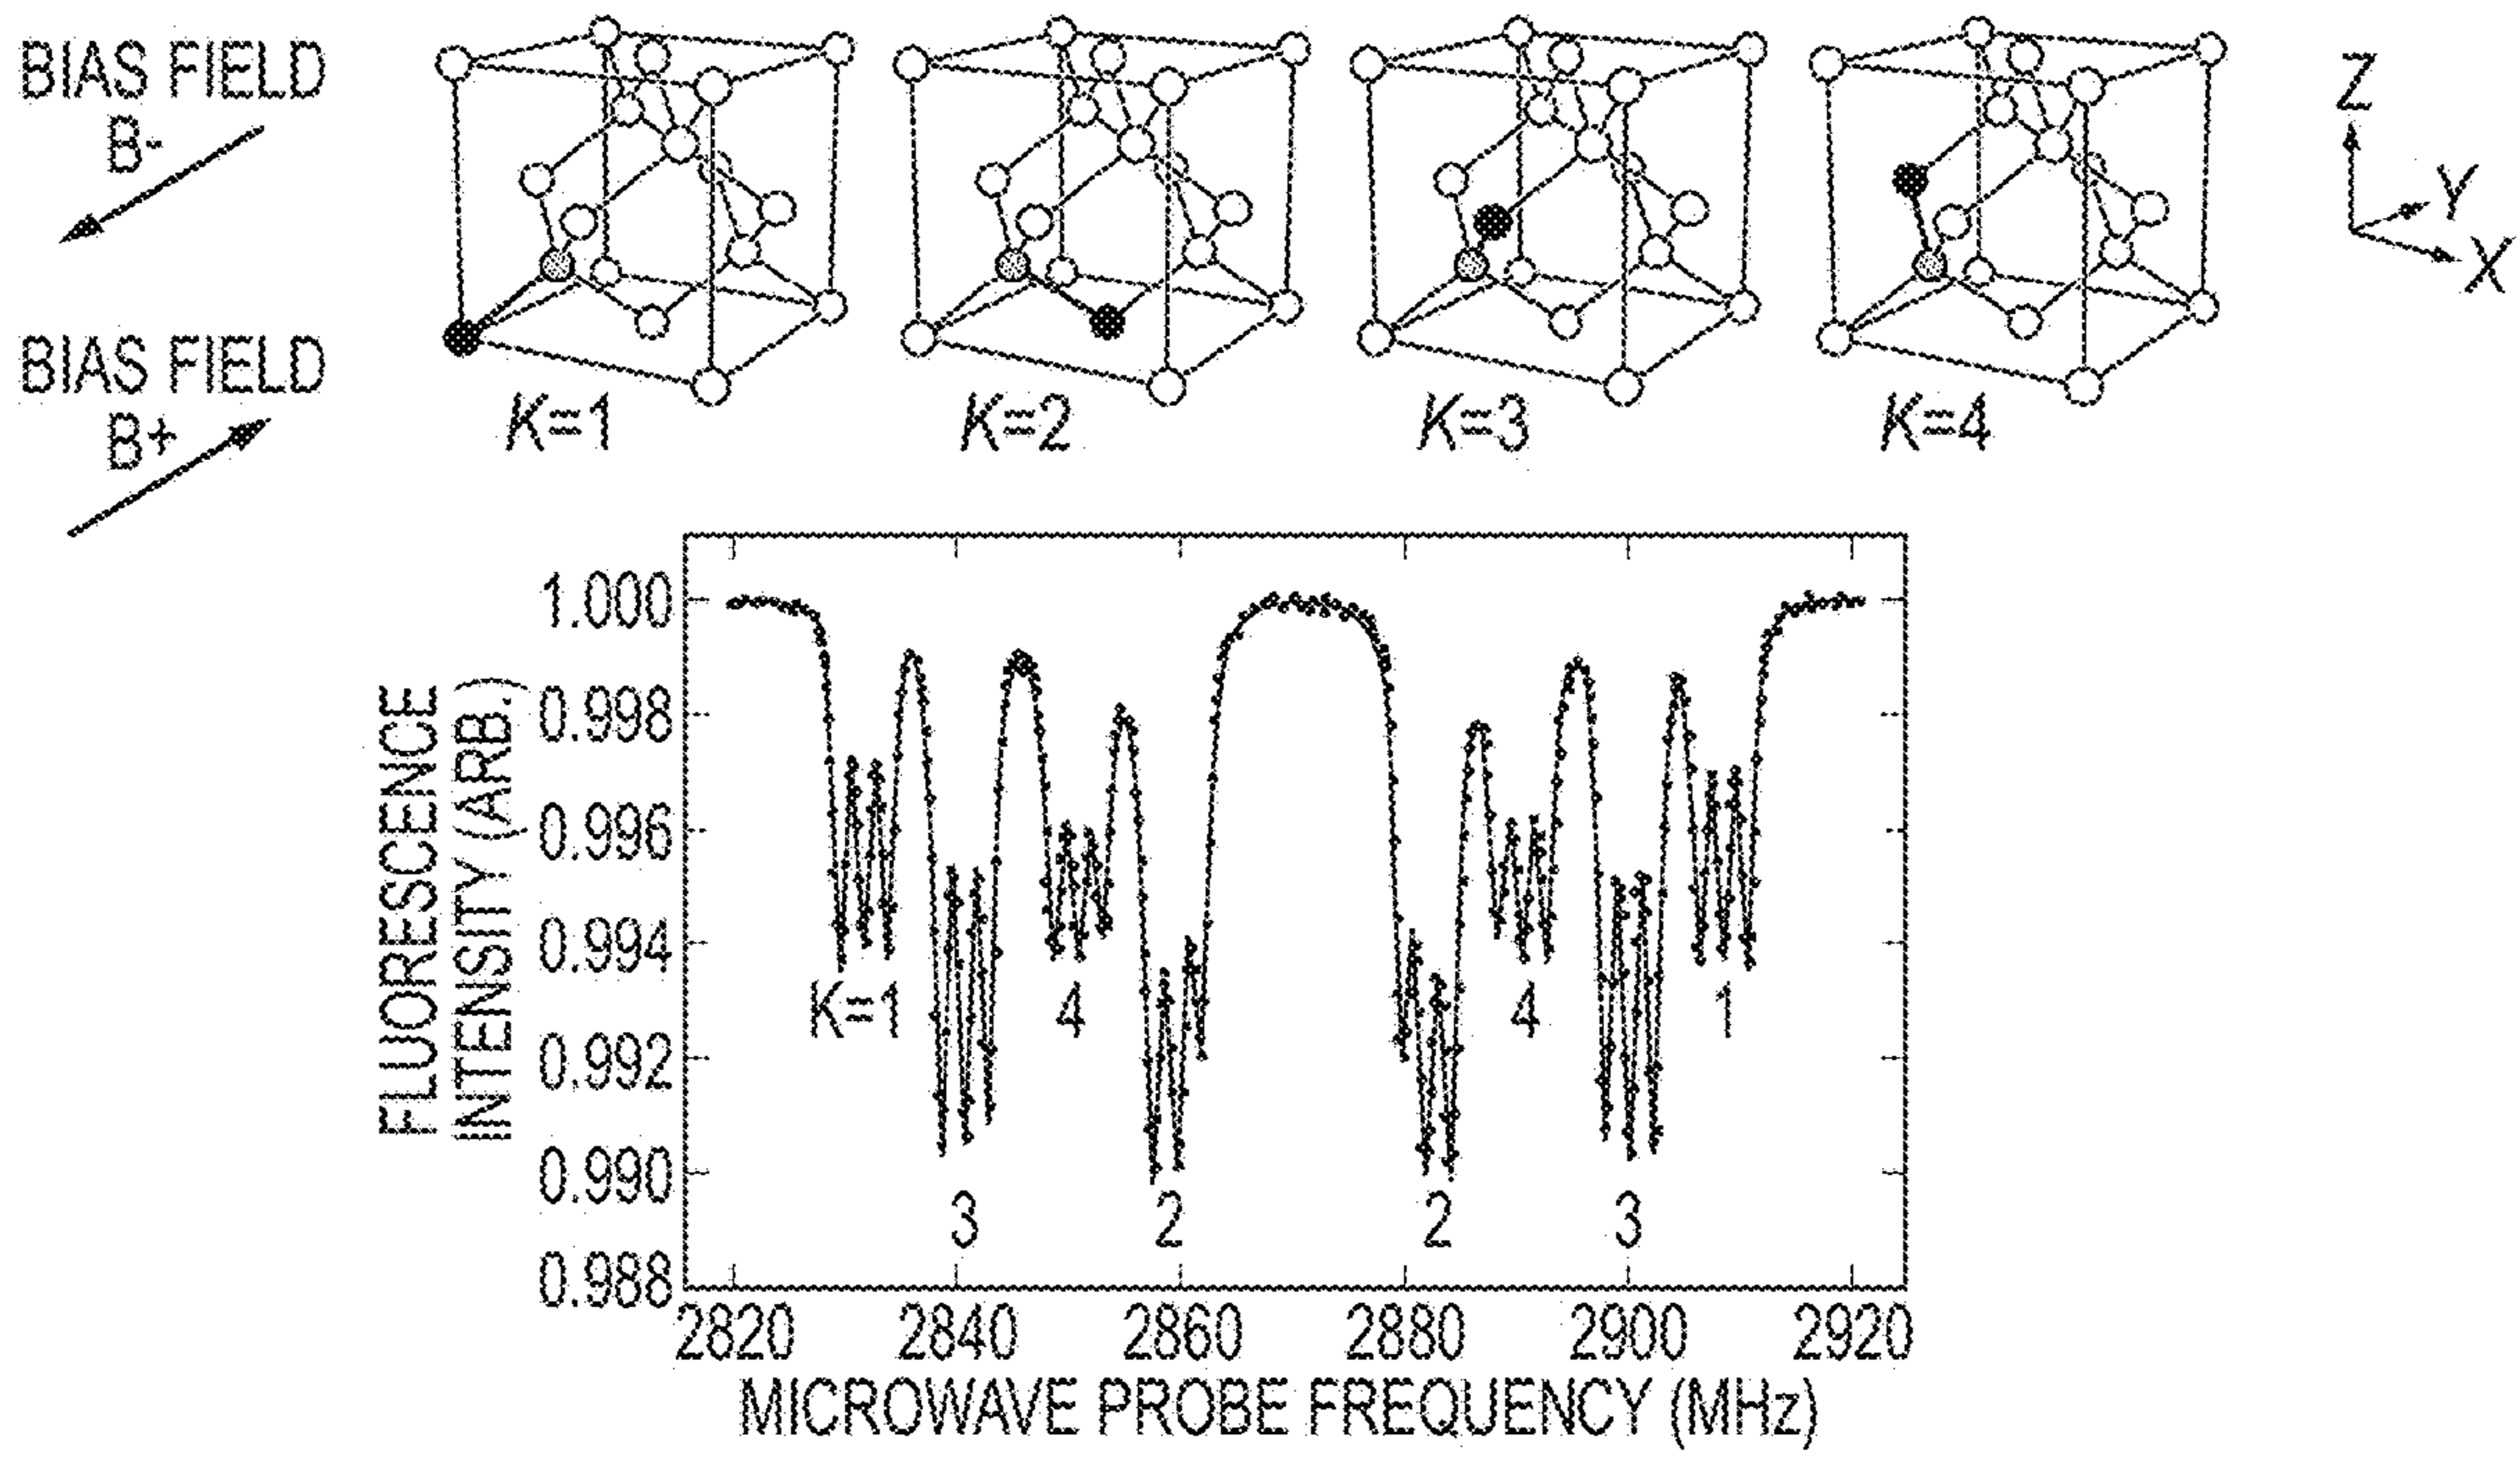 BIAS FIELD
B-
BIAS FIELD
B+
K=1
K=2
K=3
K=4
Z
Y
X
FLUORESCENCE
INTENSITY (ARB.)
1.000
0.998
0.996
0.994
0.992
0.990
0.988
K=1
4
4
1
3
2
2
3
2820
2840
2860
2880
2900
2920
MICROWAVE PROBE FREQUENCY (MHz)